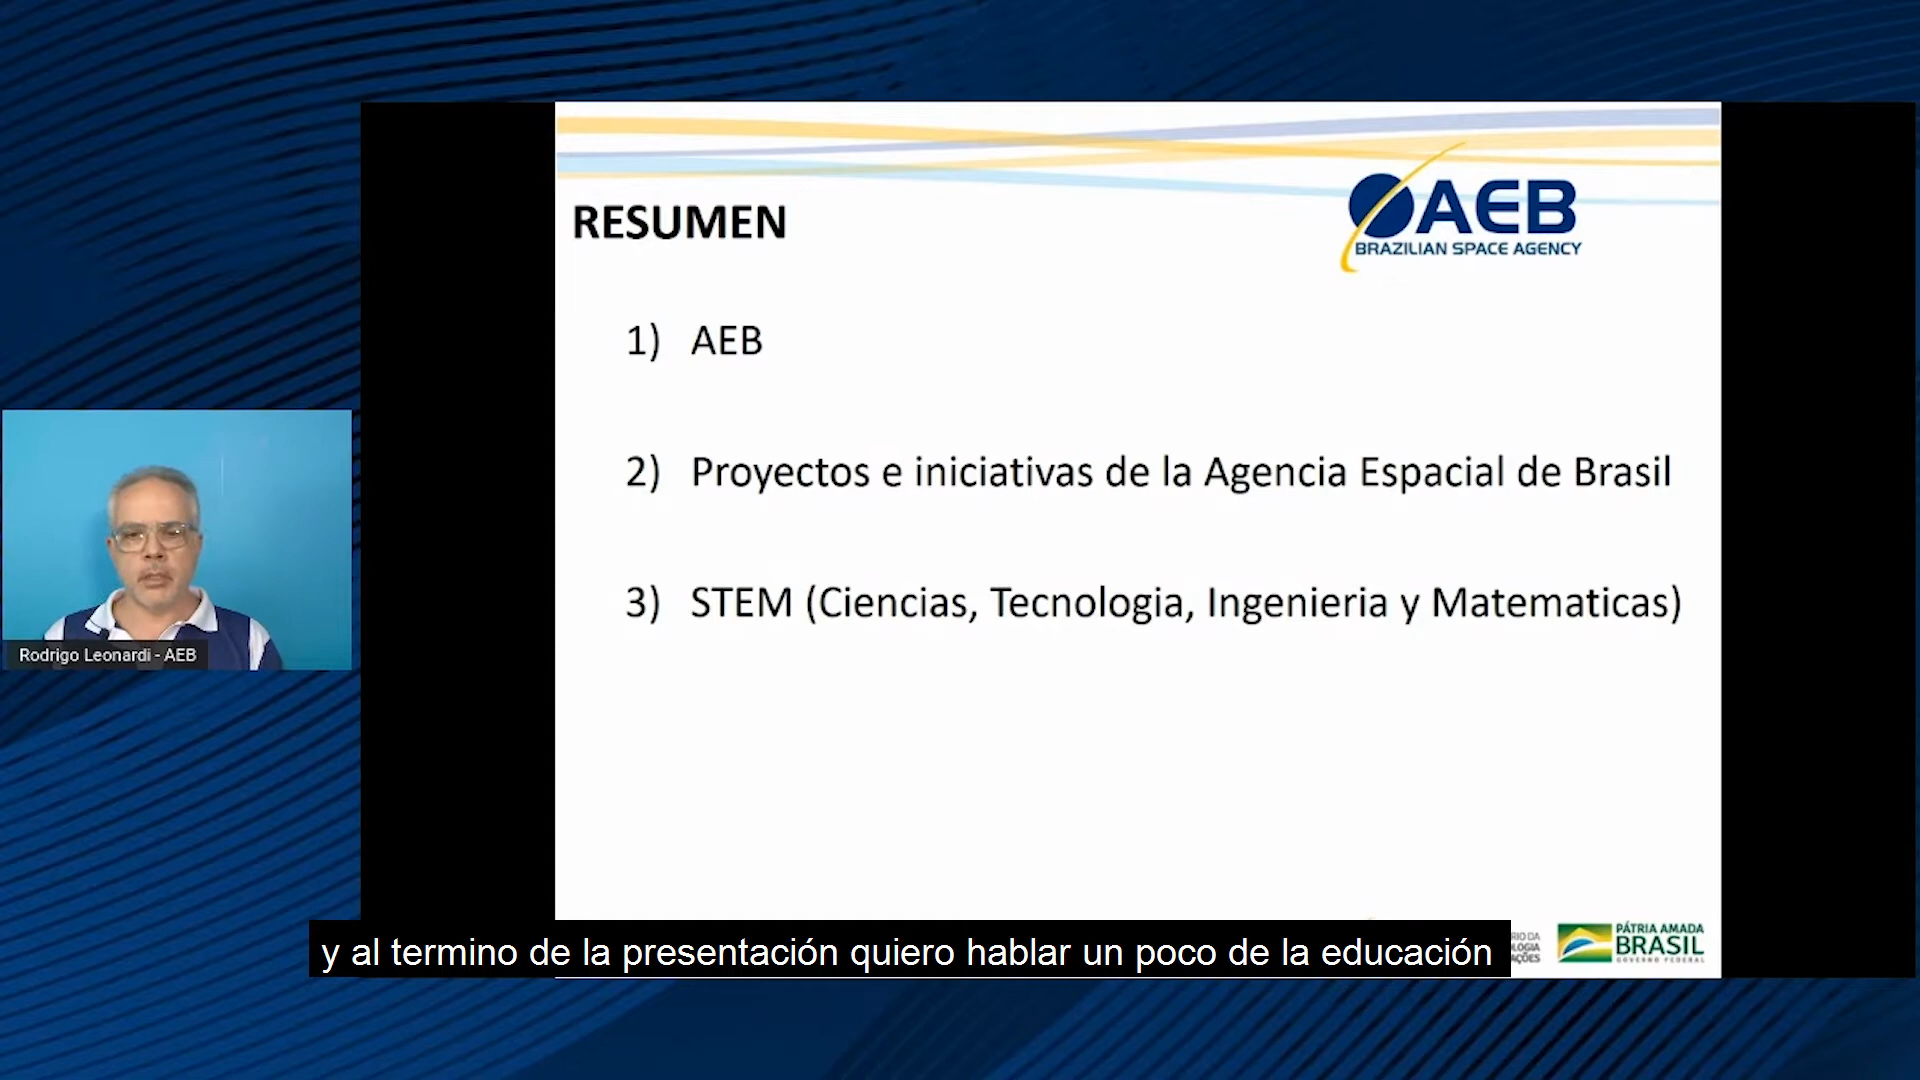 RESUMEN
AEB
BRAZILIAN SPACE AGENCY
1) AEB
2) Proyectos e iniciativas de la Agencia Espacial de Brasil
3) STEM (Ciencias, Tecnologia, Ingenieria y Matematicas)
Rodrigo Leonardi - AEB
y al termino de la presentación quiero hablar un poco de la educación
PÁTRIA AMADA
BRASIL
GOVERNO FEDERAL